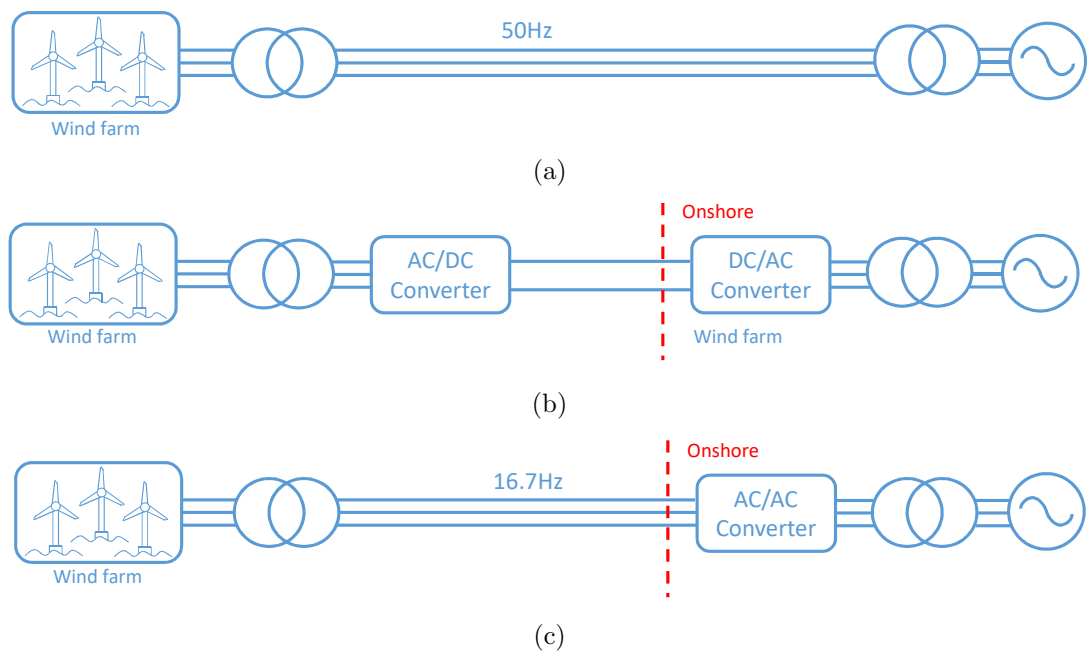 50Hz
Wind farm
(a)
Onshore
AC/DC
Converter
DC/AC
Converter
Wind farm
Wind farm
(b)
Onshore
16.7Hz
AC/AC
Converter
Wind farm
(c)